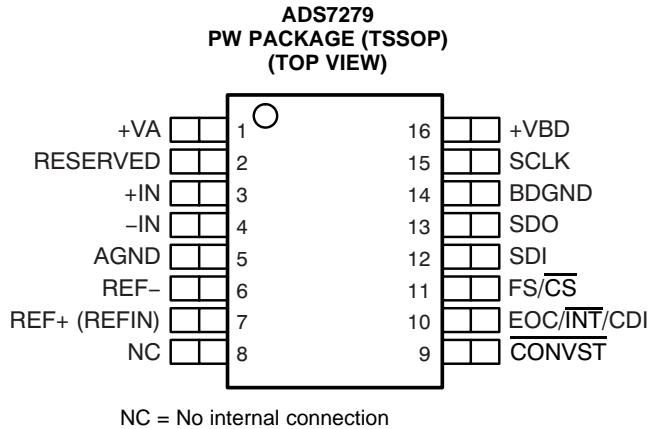 ADS7279
PW PACKAGE (TSSOP)
(TOP VIEW)
+VA 1 16 +VBD
RESERVED 2 15 SCLK
+IN 3 14 BDGND
−IN 4 13 SDO
AGND 5 12 SDI
REF− 6 11 FS/CS
REF+ (REFIN) 7 10 EOC/INT/CDI
NC 8 9 CONVST
NC = No internal connection